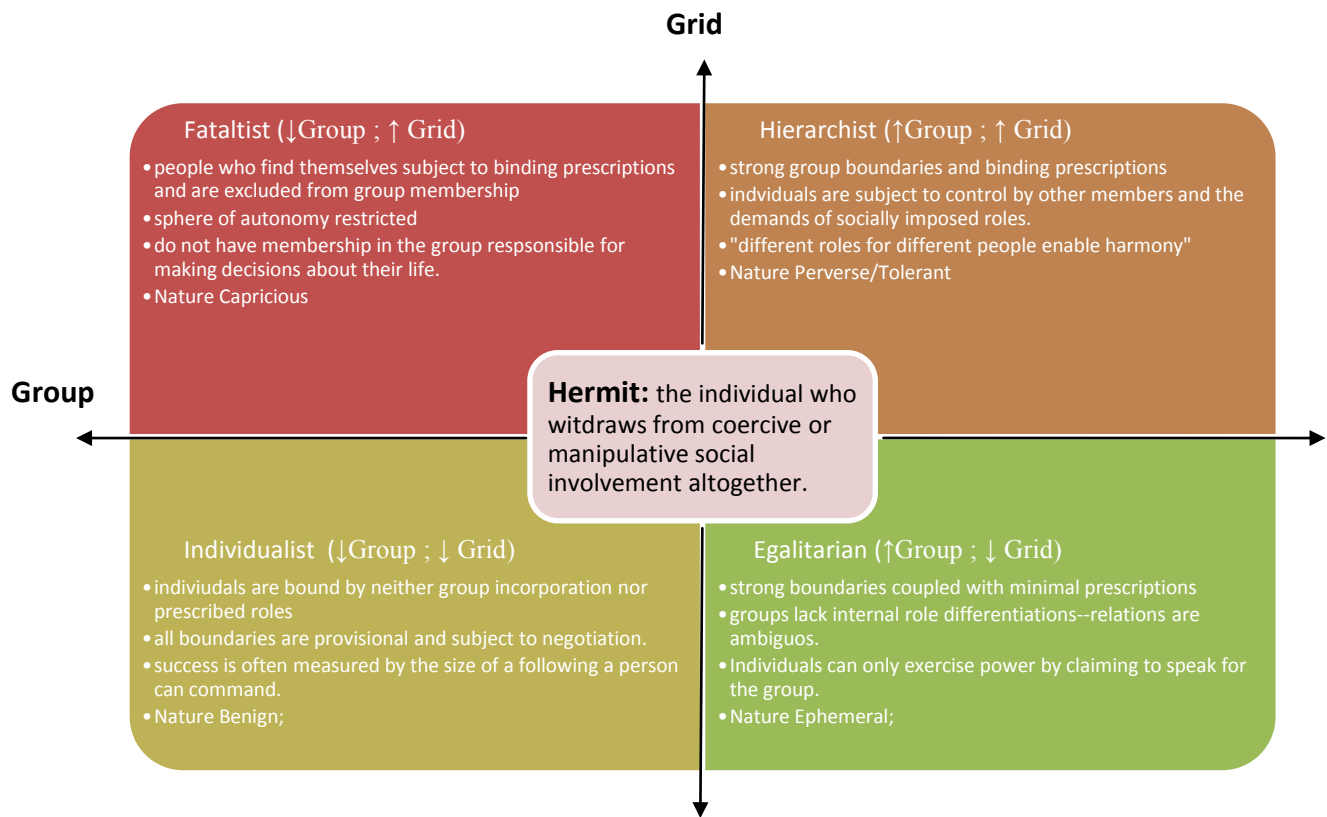 Grid
Fataltist (↓Group ; ↑ Grid)
•people who find themselves subject to binding prescriptions
and are excluded from group membership
•sphere of autonomy restricted
•do not have membership in the group respsonsible for
making decisions about their life.
•Nature Capricious
Hierarchist (↑Group ; ↑ Grid)
•strong group boundaries and binding prescriptions
•indviduals are subject to control by other members and the
demands of socially imposed roles.
•"different roles for different people enable harmony"
•Nature Perverse/Tolerant
Group
Hermit: the individual who
witdraws from coercive or
manipulative social
involvement altogether.
Individualist (↓Group ; ↓ Grid)
•indiviudals are bound by neither group incorporation nor
prescribed roles
•all boundaries are provisional and subject to negotiation.
•success is often measured by the size of a following a person
can command.
•Nature Benign;
Egalitarian (↑Group ; ↓ Grid)
•strong boundaries coupled with minimal prescriptions
•groups lack internal role differentiations--relations are
ambiguos.
•Individuals can only exercise power by claiming to speak for
the group.
•Nature Ephemeral;